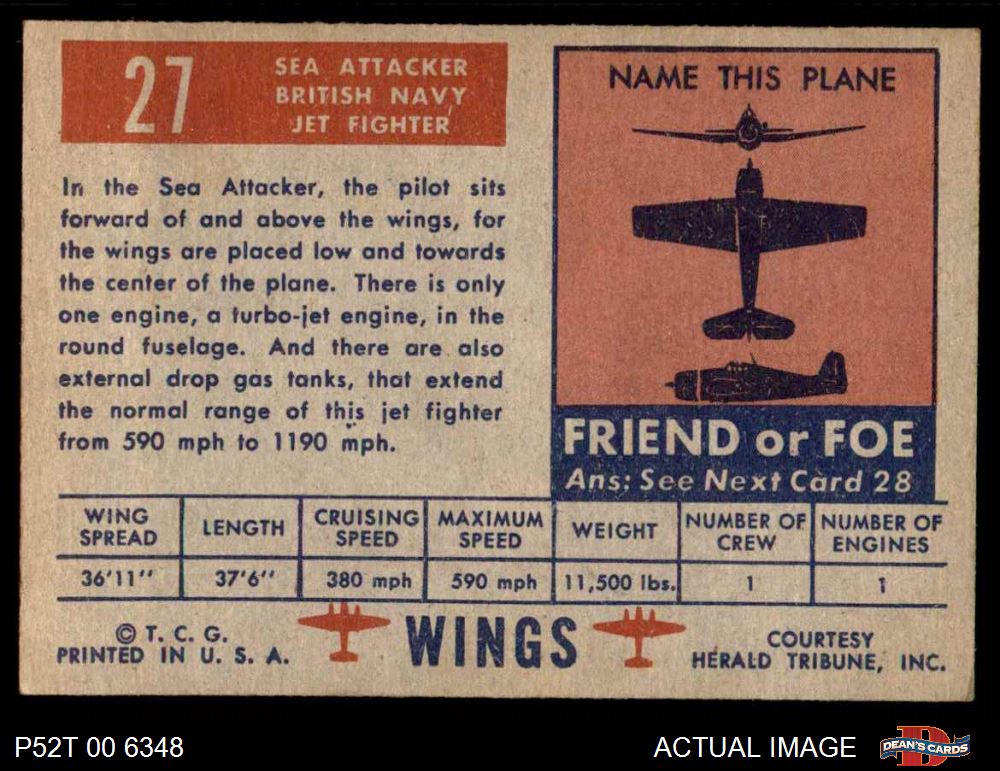 27
SEA ATTACKER
BRITISH NAVY
JET FIGHTER
In the Sea Attacker, the pilot sits
forward of and above the wings, for
the wings are placed low and towards
the center of the plane. There is only
one engine, a turbo-jet engine, in the
round fuselage. And there are also
external drop gas tanks, that extend
the normal range of this jet fighter
from 590 mph to 1190 mph.
NAME THIS PLANE
FRIEND or FOE
Ans: See Next Card 28
WING SPREAD
LENGTH
CRUISING SPEED
MAXIMUM SPEED
WEIGHT
NUMBER OF CREW
NUMBER OF ENGINES
36'11" 37'6" 380 mph 590 mph 11,500 lbs. 1 1
© T. C. G.
PRINTED IN U. S. A.
WINGS
COURTESY
HERALD TRIBUNE, INC.
P52T 00 6348
ACTUAL IMAGE
DEAN'S CARDS